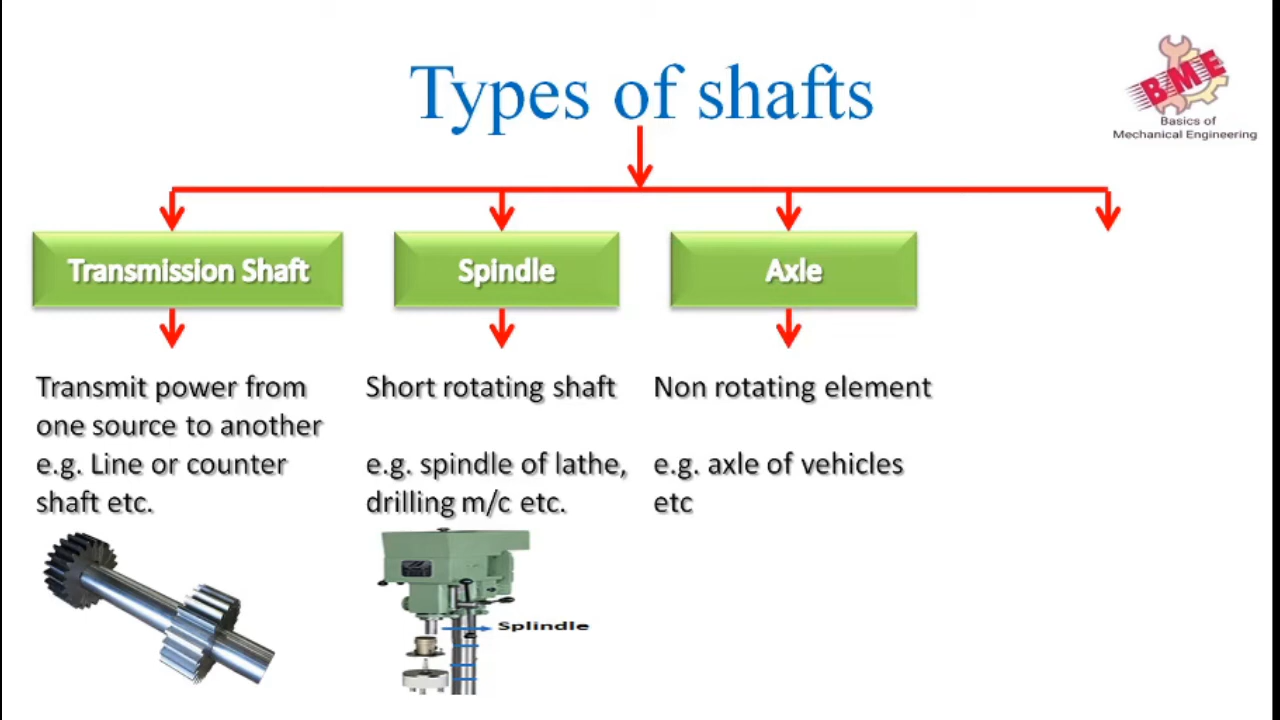 Types of shafts
BME
Basics of
Mechanical Engineering
Transmission Shaft
Spindle
Axle
Transmit power from
one source to another
e.g. Line or counter
shaft etc.
Short rotating shaft
e.g. spindle of lathe,
drilling m/c etc.
Non rotating element
e.g. axle of vehicles
etc
Splindle